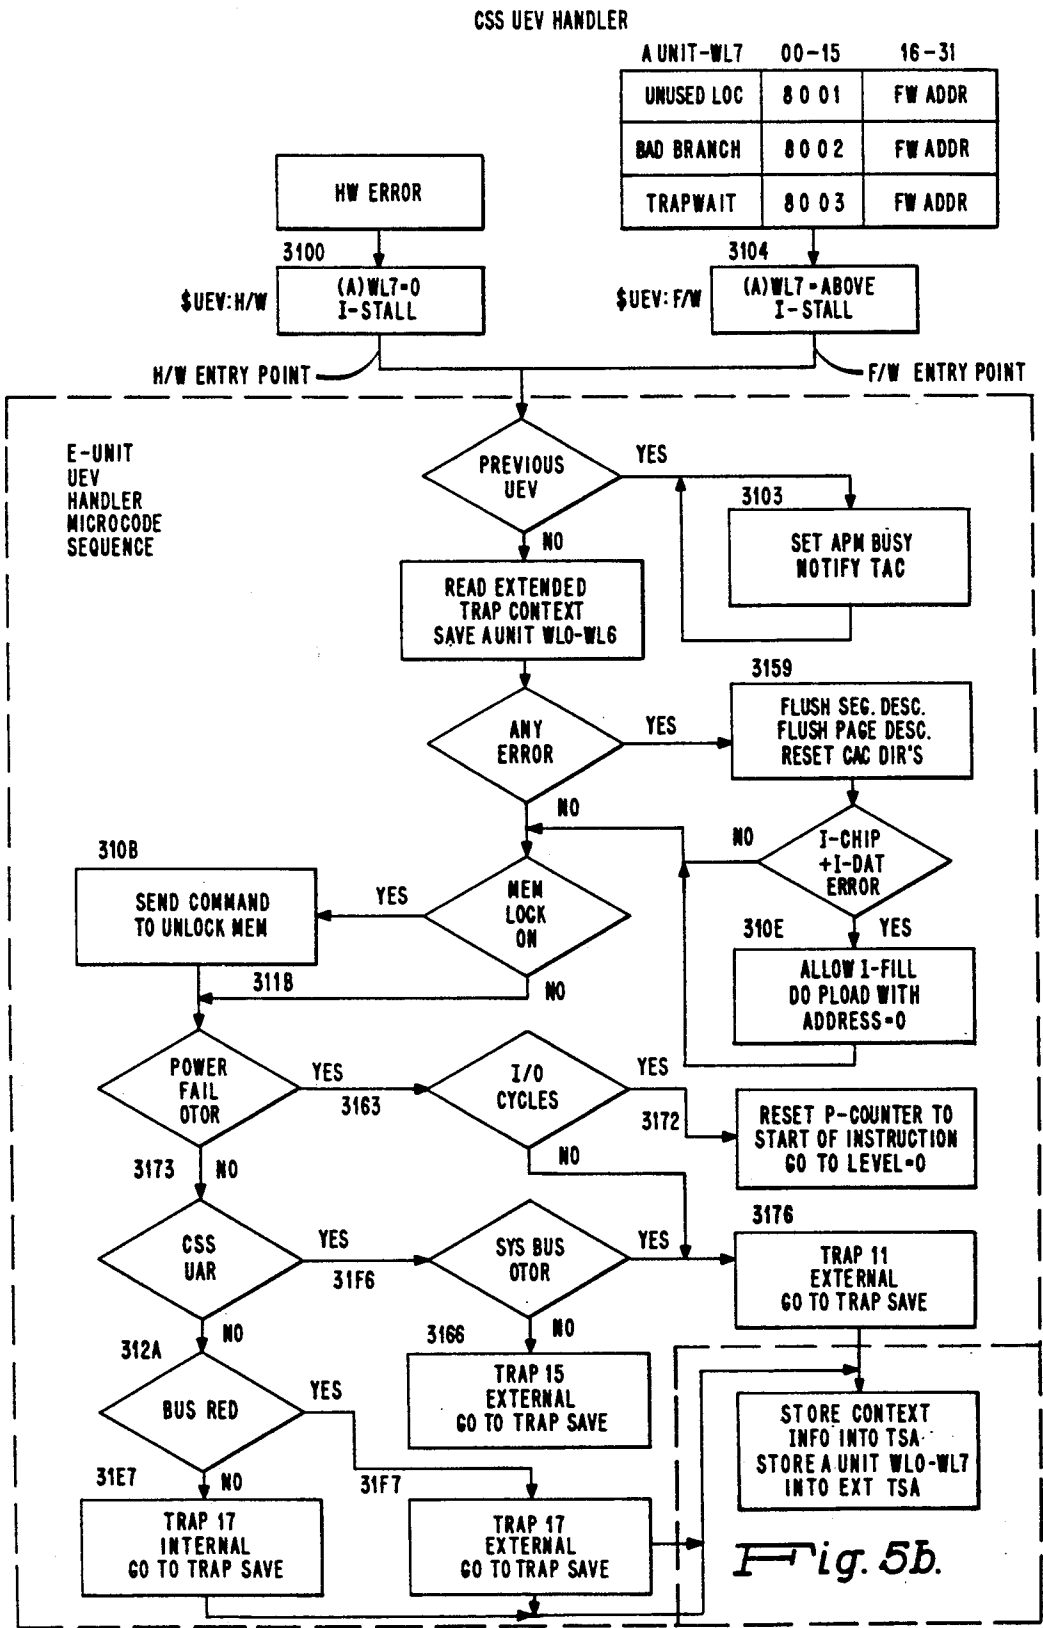 CSS UEV HANDLER
A UNIT-WL7 00-15 16-31
UNUSED LOC 8001 FW ADDR
BAD BRANCH 8002 FW ADDR
TRAPWAIT 8003 FW ADDR
HW ERROR
3100
3104
$UEV:H/W
(A)WL7=0
I-STALL
$UEV:F/W
(A)WL7=ABOVE
I-STALL
H/W ENTRY POINT
F/W ENTRY POINT
E-UNIT
UEV
HANDLER
MICROCODE
SEQUENCE
PREVIOUS
UEV
YES
NO
3103
SET APM BUSY
NOTIFY TAC
READ EXTENDED
TRAP CONTEXT
SAVE AUNIT WL0-WL6
ANY
ERROR
YES
NO
3159
FLUSH SEG. DESC.
FLUSH PAGE DESC.
RESET CAC DIR'S
I-CHIP
+I-DAT
ERROR
NO
YES
310E
ALLOW I-FILL
DO PLOAD WITH
ADDRESS=0
MEM
LOCK
ON
YES
NO
310B
SEND COMMAND
TO UNLOCK MEM
311B
POWER
FAIL
OTOR
YES
3163
NO
3173
I/O
CYCLES
YES
3172
NO
RESET P-COUNTER TO
START OF INSTRUCTION
GO TO LEVEL=0
CSS
UAR
YES
31F6
NO
312A
SYS BUS
OTOR
YES
NO
3176
TRAP 11
EXTERNAL
GO TO TRAP SAVE
3166
TRAP 15
EXTERNAL
GO TO TRAP SAVE
BUS RED
YES
31F7
NO
31E7
TRAP 17
INTERNAL
GO TO TRAP SAVE
TRAP 17
EXTERNAL
GO TO TRAP SAVE
STORE CONTEXT
INFO INTO TSA
STORE A UNIT WL0-WL7
INTO EXT TSA
Fig. 5b.